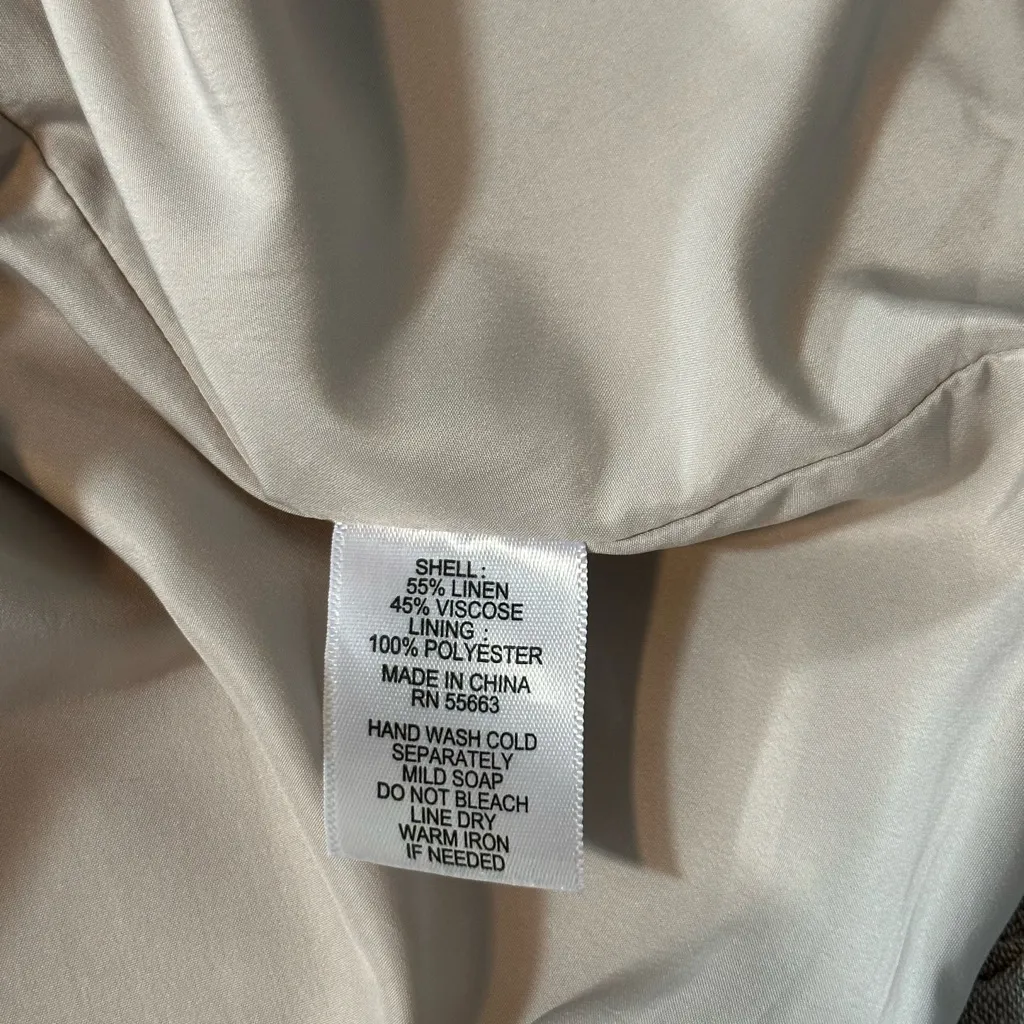 SHELL:
55% LINEN
45% VISCOSE
LINING :
100% POLYESTER
MADE IN CHINA
RN 55663
HAND WASH COLD
SEPARATELY
MILD SOAP
DO NOT BLEACH
LINE DRY
WARM IRON
IF NEEDED